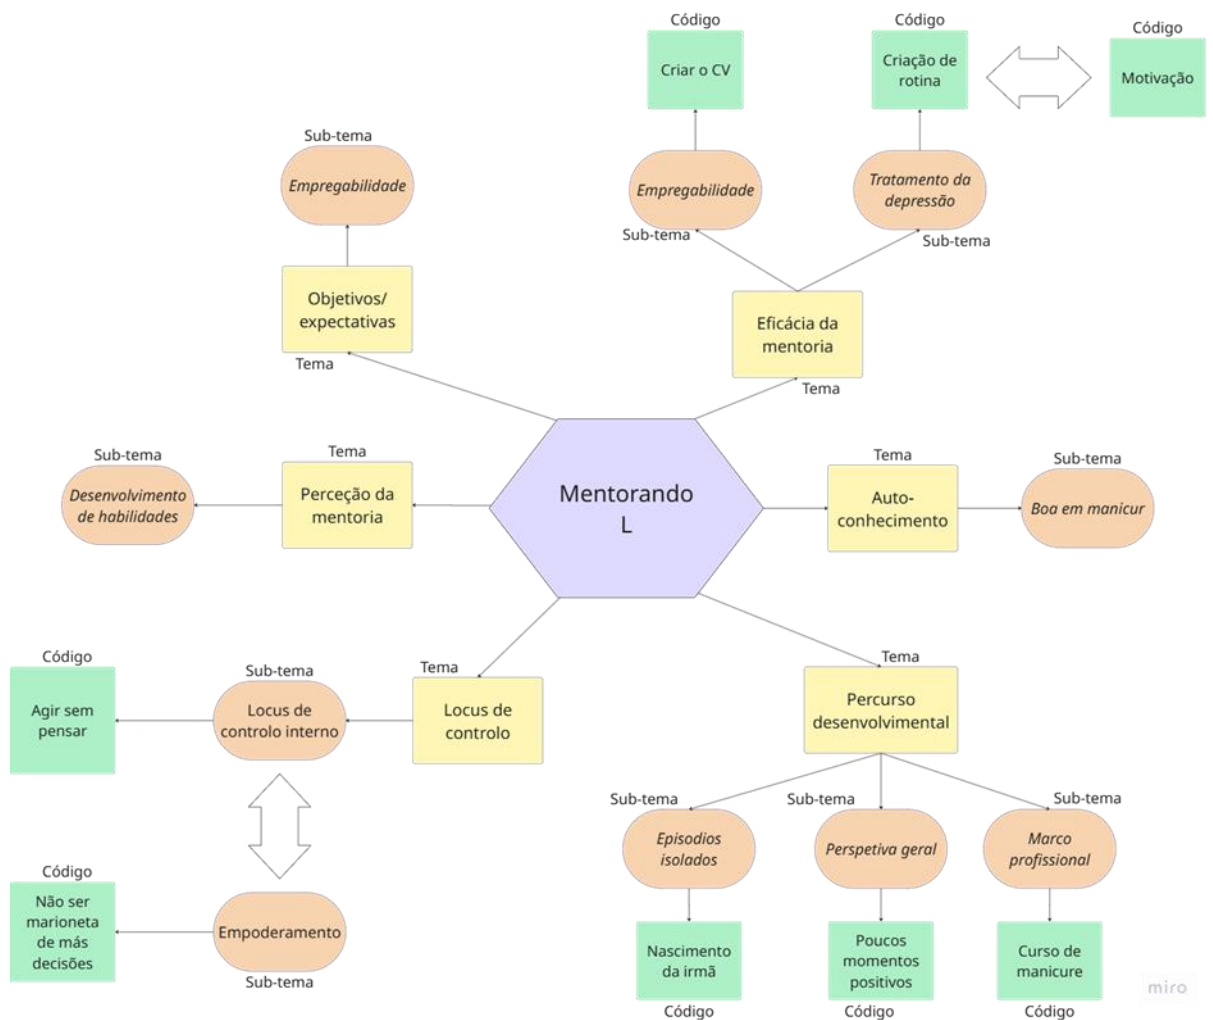 Código
Criar o CV
Código
Criação de
rotina
Código
Motivação
Sub-tema
Empregabilidade
Empregabilidade
Sub-tema
Tratamento da
depressão
Sub-tema
Objetivos/
expectativas
Tema
Eficácia da
mentoria
Tema
Sub-tema
Desenvolvimento
de habilidades
Tema
Perceção da
mentoria
Mentorando
L
Tema
Auto-
conhecimento
Sub-tema
Boa em manicur
Código
Agir sem
pensar
Sub-tema
Locus de
controlo interno
Tema
Locus de
controlo
Tema
Percurso
desenvolvimental
Código
Não ser
marioneta
de más
decisões
Empoderamento
Sub-tema
Sub-tema
Episodios
isolados
Sub-tema
Perspetiva geral
Sub-tema
Marco
profissional
Nascimento
da irmã
Código
Poucos
momentos
positivos
Código
Curso de
manicure
Código
miro